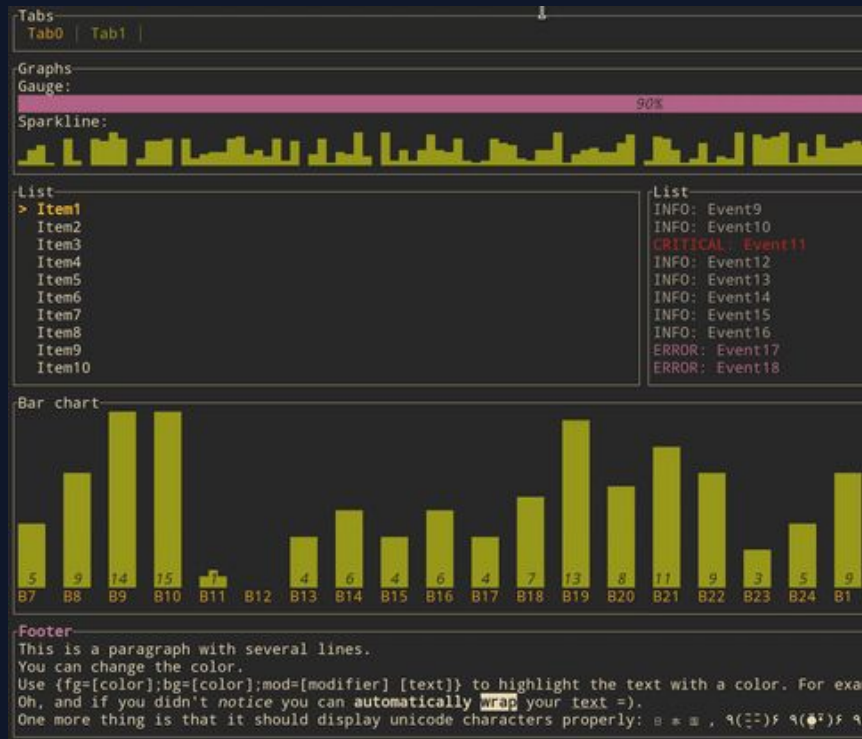 Tabs
Tab0 | Tab1 |
Graphs
Gauge:
90%
Sparkline:
List
> Item1
Item2
Item3
Item4
Item5
Item6
Item7
Item8
Item9
Item10
List
INFO: Event9
INFO: Event10
CRITICAL: Event11
INFO: Event12
INFO: Event13
INFO: Event14
INFO: Event15
INFO: Event16
ERROR: Event17
ERROR: Event18
Bar chart
5 9 14 15 1 4 6 4 6 4 7 13 8 11 9 3 5 9
B7 B8 B9 B10 B11 B12 B13 B14 B15 B16 B17 B18 B19 B20 B21 B22 B23 B24 B1
Footer
This is a paragraph with several lines.
You can change the color.
Use {fg=[color];bg=[color];mod=[modifier] [text]} to highlight the text with a color. For exa
Oh, and if you didn't notice you can automatically wrap your text =).
One more thing is that it should display unicode characters properly: